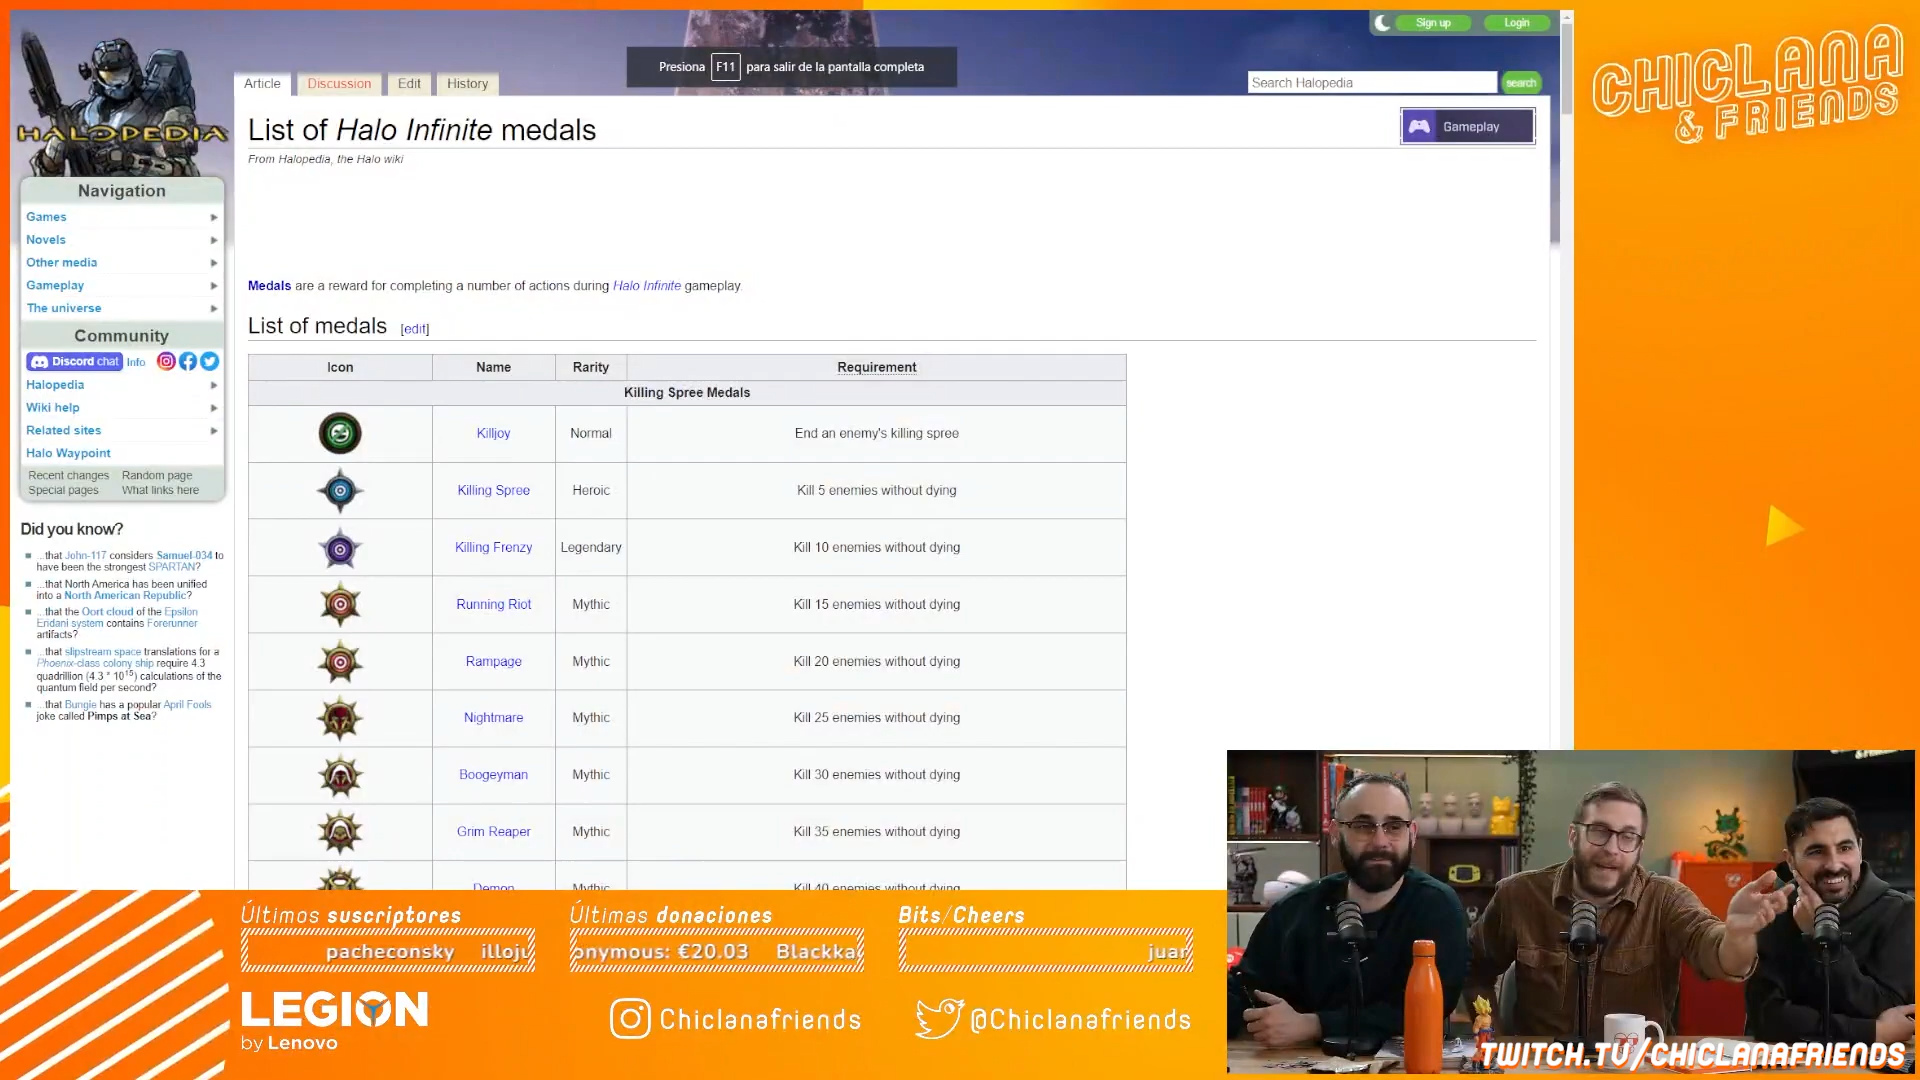 Sign up
Login
CHICLANA
& FRIENDS
Presiona F11 para salir de la pantalla completa
Article
Discussion
Edit
History
Search Halopedia
search
HALOPEDIA
List of Halo Infinite medals
Gameplay
From Halopedia, the Halo wiki
Navigation
Games
Novels
Other media
Gameplay
The universe
Community
Discord chat
Info
Halopedia
Wiki help
Related sites
Halo Waypoint
Recent changes
Random page
Special pages
What links here
Did you know?
...that John-117 considers Samuel-034 to
have been the strongest SPARTAN?
...that North America has been unified
into a North American Republic?
...that the Oort cloud of the Epsilon
Eridani system contains Forerunner
artifacts?
...that slipstream space translations for a
Phoenix-class colony ship require 4.3
quadrillion (4.3 * 10¹⁵) calculations of the
quantum field per second?
...that Bungie has a popular April Fools
joke called Pimps at Sea?
Medals are a reward for completing a number of actions during Halo Infinite gameplay.
List of medals [edit]
Icon Name Rarity Requirement
Killing Spree Medals
Killjoy Normal End an enemy's killing spree
Killing Spree Heroic Kill 5 enemies without dying
Killing Frenzy Legendary Kill 10 enemies without dying
Running Riot Mythic Kill 15 enemies without dying
Rampage Mythic Kill 20 enemies without dying
Nightmare Mythic Kill 25 enemies without dying
Boogeyman Mythic Kill 30 enemies without dying
Grim Reaper Mythic Kill 35 enemies without dying
Demon Mythic Kill 40 enemies without dying
Últimos suscriptores
pacheconsky illoju
Últimas donaciones
onymous: €20.03 Blackka
Bits/Cheers
juar
LEGION
by Lenovo
Chiclanafriends
@Chiclanafriends
TWITCH.TV/CHICLANAFRIENDS